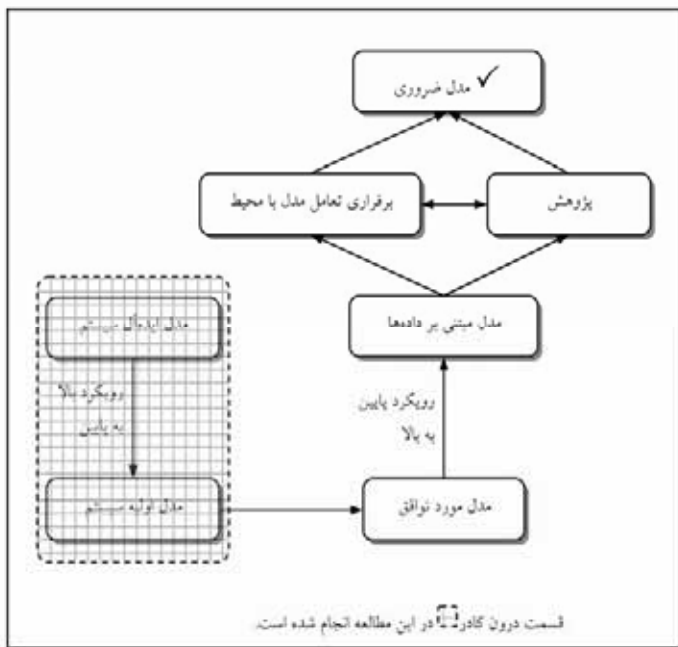 مدل ضروری
برقراری تعامل مدل با محیط
پژوهش
مدل ایده‌آل سیستم
مدل مبتنی بر داده‌ها
رویکرد بالا
به پایین
رویکرد پایین
به بالا
مدل اولیه سیستم
مدل مورد توافق
قسمت درون کادر در این مطالعه انجام شده است.